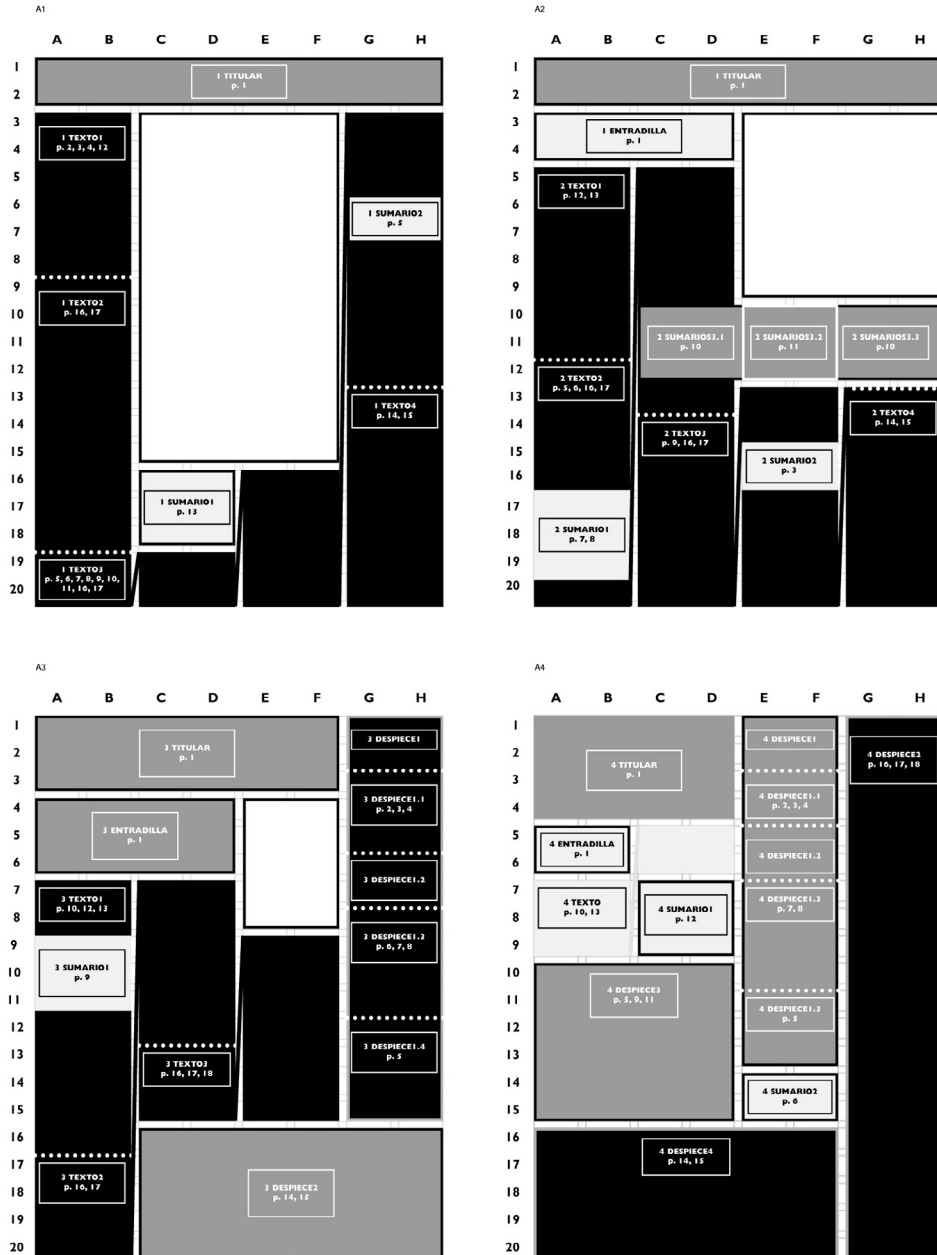 A1
A B C D E F G H
1
2
3
4
5
6
7
8
9
10
11
12
13
14
15
16
17
18
19
20
1 TITULAR
p. 1
1 TEXTO1
p. 2, 3, 4, 12
1 SUMARIO2
p. 5
1 TEXTO2
p. 16, 17
1 TEXTO4
p. 14, 15
1 SUMARIO1
p. 13
1 TEXTO3
p. 5, 6, 7, 8, 9, 10,
11, 16, 17
A2
A B C D E F G H
1
2
3
4
5
6
7
8
9
10
11
12
13
14
15
16
17
18
19
20
1 TITULAR
p. 1
1 ENTRADILLA
p. 1
2 TEXTO1
p. 12, 13
2 SUMARIOS3.1
p. 10
2 SUMARIOS3.2
p. 11
2 SUMARIOS3.3
p.18
2 TEXTO2
p. 5, 6, 16, 17
2 TEXTO4
p. 14, 15
2 TEXTO3
p. 9, 16, 17
2 SUMARIO2
p. 3
2 SUMARIO1
p. 7, 8
A3
A B C D E F G H
1
2
3
4
5
6
7
8
9
10
11
12
13
14
15
16
17
18
19
20
3 TITULAR
p. 1
3 DESPIECE1
3 DESPIECE1.1
p. 2, 3, 4
3 ENTRADILLA
p. 1
3 DESPIECE1.2
3 TEXTO1
p. 10, 12, 13
3 DESPIECE1.3
p. 6, 7, 8
3 SUMARIO1
p. 9
3 DESPIECE1.4
p. 5
3 TEXTO3
p. 16, 17, 18
3 TEXTO2
p. 16, 17
3 DESPIECE2
p. 14, 15
A4
A B C D E F G H
1
2
3
4
5
6
7
8
9
10
11
12
13
14
15
16
17
18
19
20
4 TITULAR
p. 1
4 DESPIECE1
4 DESPIECE2
p. 16, 17, 18
4 DESPIECE1.1
p. 2, 3, 4
4 ENTRADILLA
p. 1
4 DESPIECE1.2
4 TEXTO
p. 10, 13
4 SUMARIO1
p. 12
4 DESPIECE1.3
p. 7, 8
4 DESPIECE3
p. 5, 9, 11
4 DESPIECE1.3
p. 5
4 SUMARIO2
p. 6
4 DESPIECE4
p. 14, 15